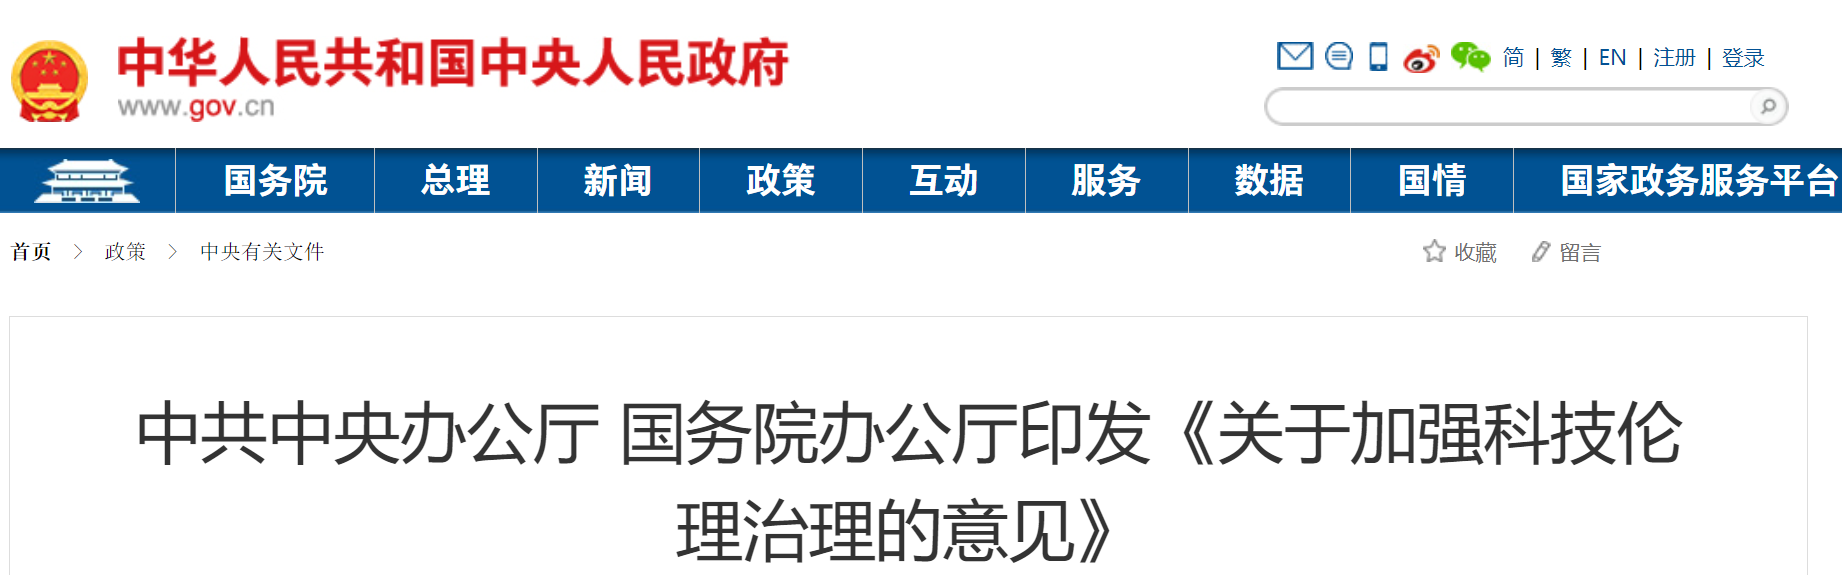 中华人民共和国中央人民政府
www.gov.cn
简 | 繁 | EN | 注册 | 登录
国务院 总理 新闻 政策 互动 服务 数据 国情 国家政务服务平台
首页 > 政策 > 中央有关文件
收藏 留言
中共中央办公厅 国务院办公厅印发《关于加强科技伦
理治理的意见》